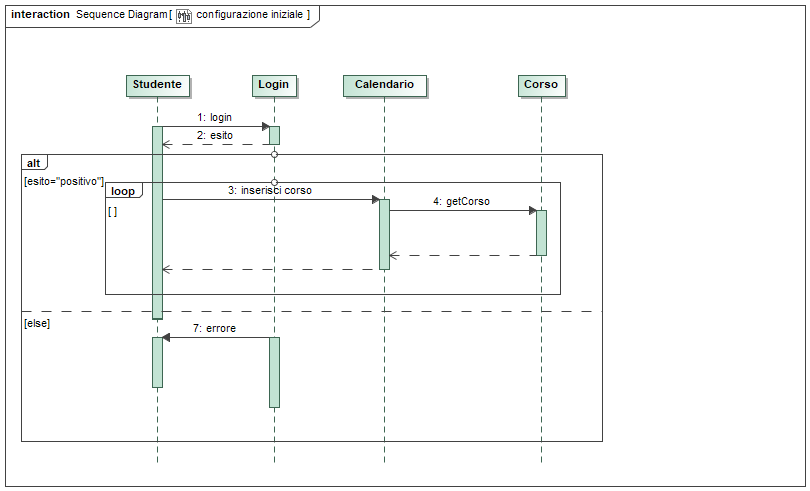 interaction Sequence Diagram [ configurazione iniziale ]
Studente Login Calendario Corso
1: login
2: esito
alt
[esito="positivo"]
loop
3: inserisci corso
4: getCorso
[ ]
[else]
7: errore